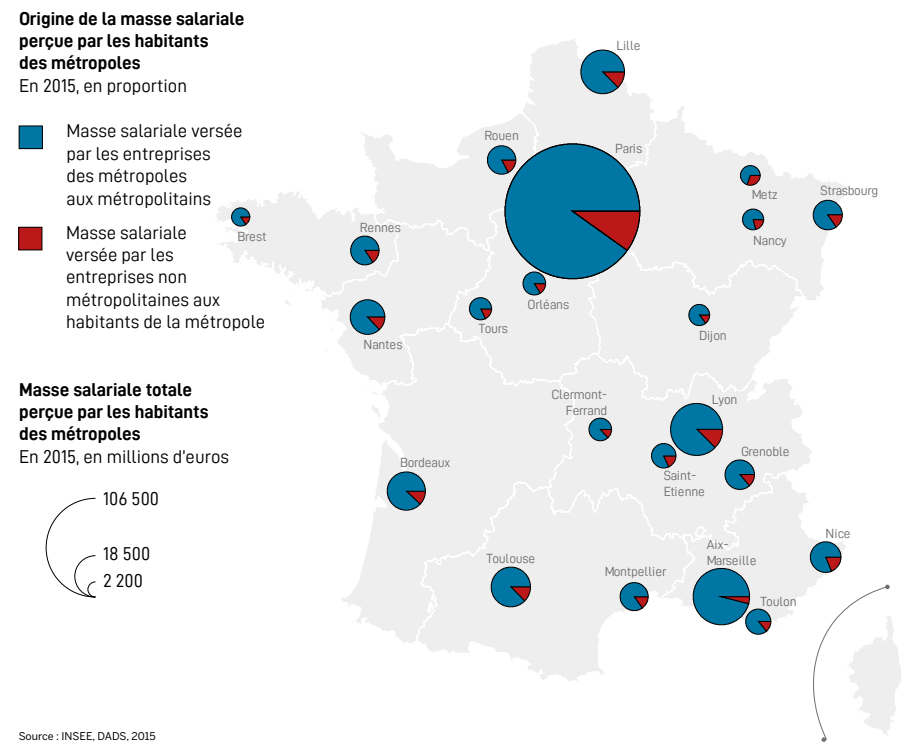 Origine de la masse salariale
perçue par les habitants
des métropoles
En 2015, en proportion
Masse salariale versée
par les entreprises
des métropoles
aux métropolitains
Masse salariale
versée par les
entreprises non
métropolitaines aux
habitants de la métropole
Masse salariale totale
perçue par les habitants
des métropoles
En 2015, en millions d'euros
106 500
18 500
2 200
Lille
Rouen
Paris
Metz
Strasbourg
Brest
Rennes
Nancy
Orléans
Tours
Nantes
Dijon
Clermont-
Ferrand
Lyon
Grenoble
Saint-
Etienne
Bordeaux
Nice
Aix-
Marseille
Toulouse
Montpellier
Toulon
Source : INSEE, DADS, 2015